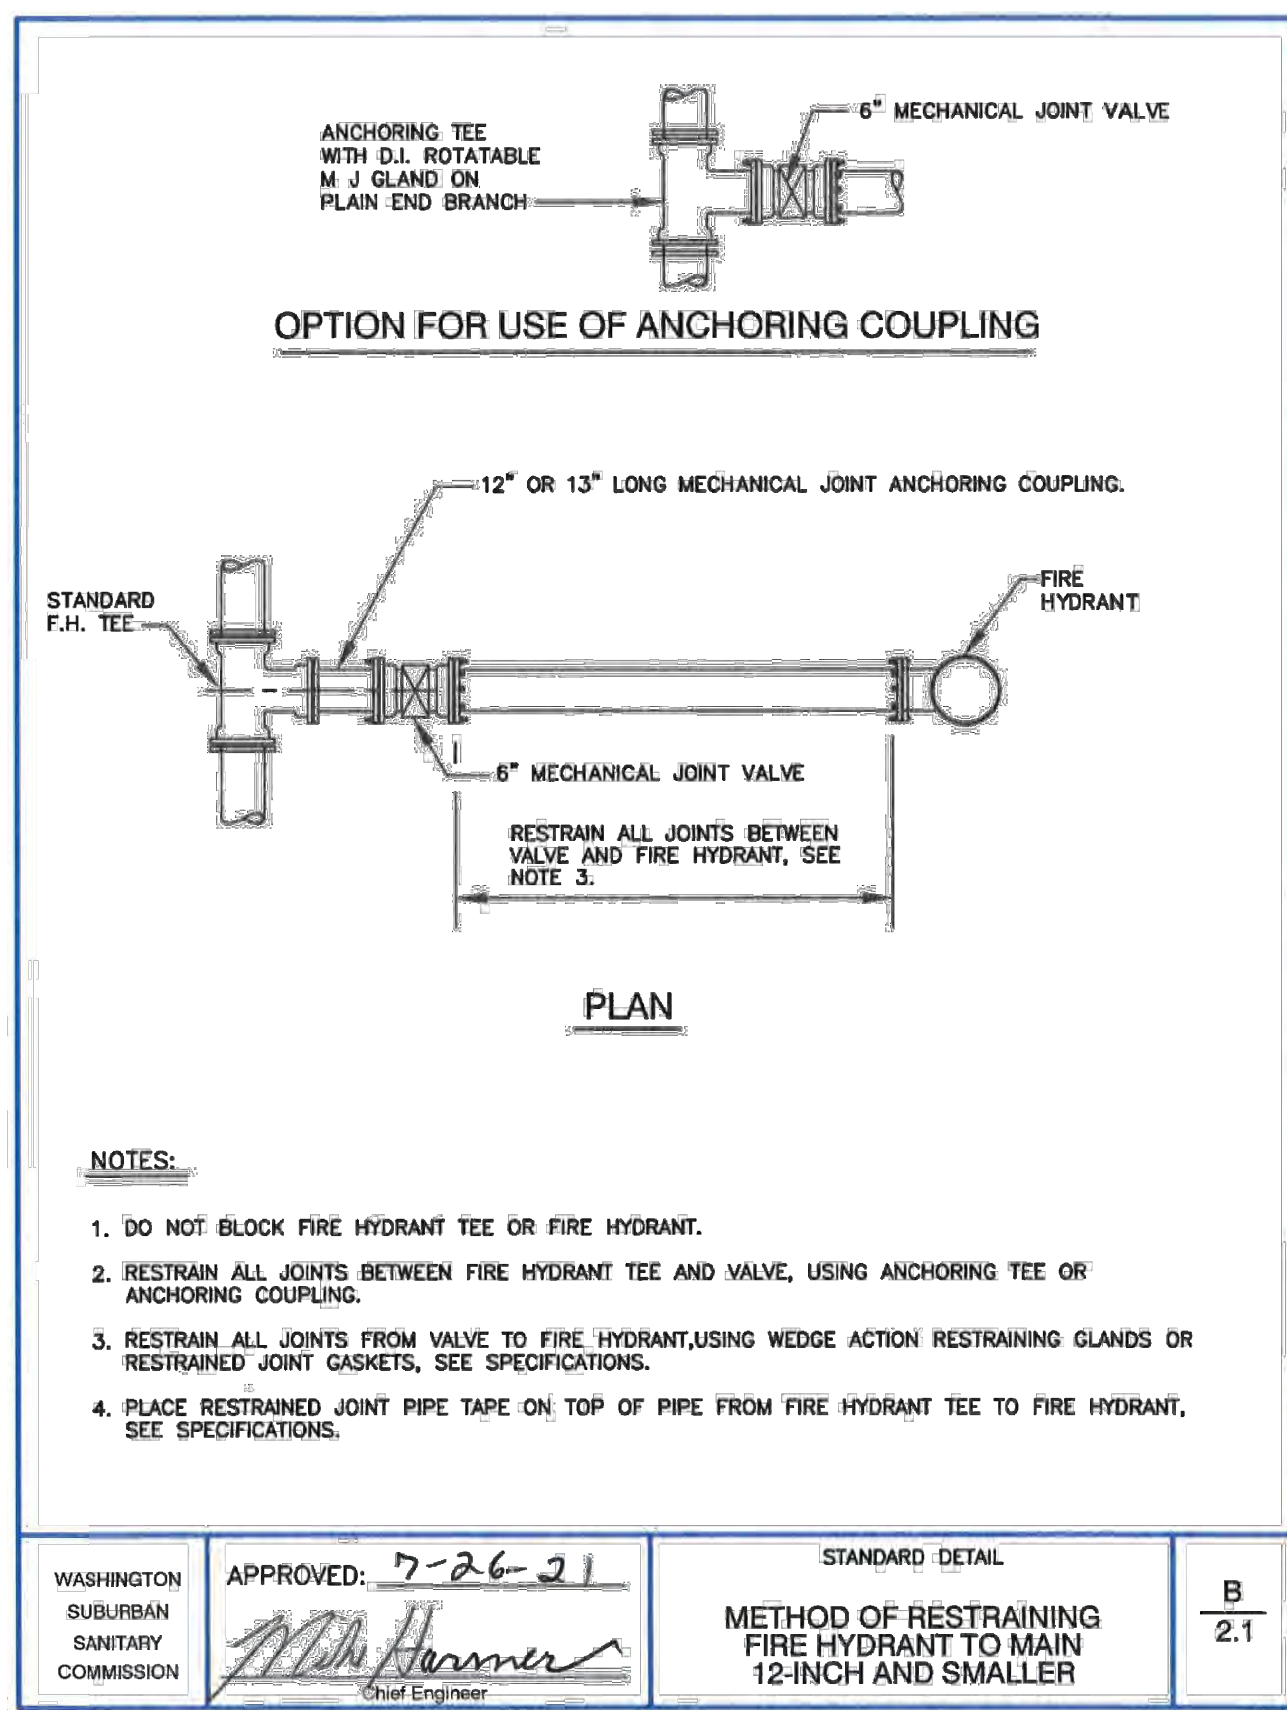 ANCHORING TEE
WITH D.I. ROTATABLE
M J GLAND ON
PLAIN END BRANCH
6" MECHANICAL JOINT VALVE
OPTION FOR USE OF ANCHORING COUPLING
12" OR 13" LONG MECHANICAL JOINT ANCHORING COUPLING.
FIRE
HYDRANT
STANDARD
F.H. TEE
6" MECHANICAL JOINT VALVE
RESTRAIN ALL JOINTS BETWEEN
VALVE AND FIRE HYDRANT, SEE
NOTE 3.
PLAN
NOTES:
1. DO NOT BLOCK FIRE HYDRANT TEE OR FIRE HYDRANT.
2. RESTRAIN ALL JOINTS BETWEEN FIRE HYDRANT TEE AND VALVE, USING ANCHORING TEE OR
ANCHORING COUPLING.
3. RESTRAIN ALL JOINTS FROM VALVE TO FIRE HYDRANT,USING WEDGE ACTION RESTRAINING GLANDS OR
RESTRAINED JOINT GASKETS, SEE SPECIFICATIONS.
4. PLACE RESTRAINED JOINT PIPE TAPE ON TOP OF PIPE FROM FIRE HYDRANT TEE TO FIRE HYDRANT,
SEE SPECIFICATIONS.
WASHINGTON
SUBURBAN
SANITARY
COMMISSION
APPROVED: 7-26-21
Mike Harmer
Chief Engineer
STANDARD DETAIL
METHOD OF RESTRAINING
FIRE HYDRANT TO MAIN
12-INCH AND SMALLER
B
2.1